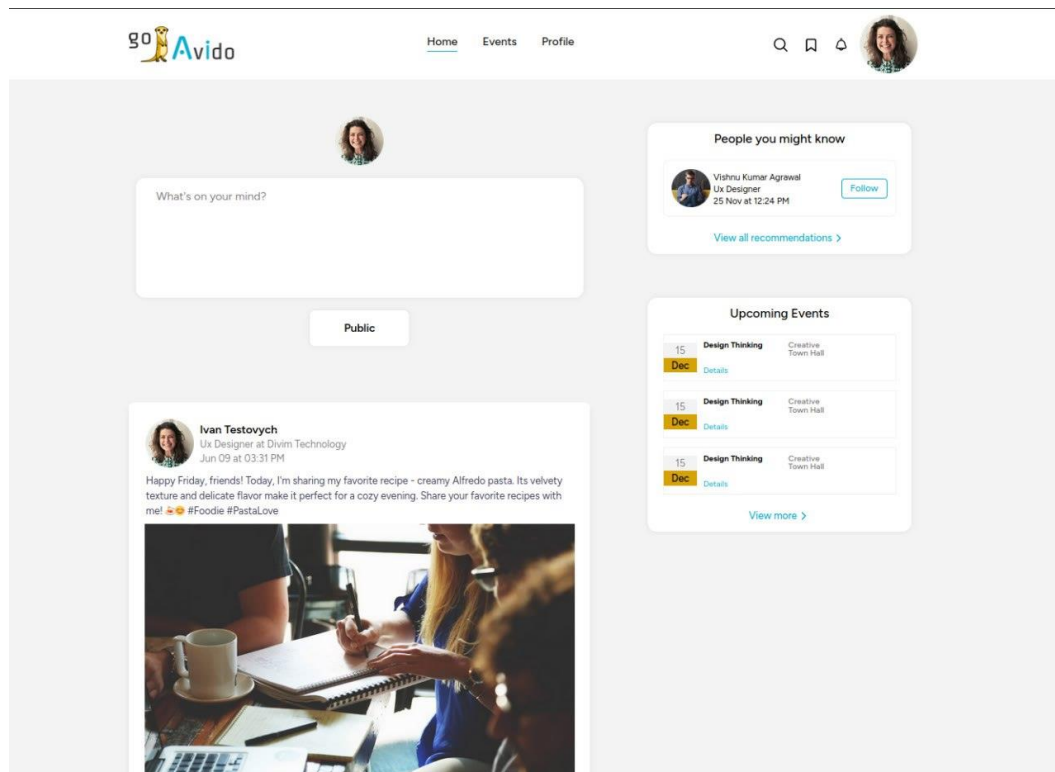 go Avido
Home Events Profile
What's on your mind?
Public
Ivan Testovych
Ux Designer at Divim Technology
Jun 09 at 03:31 PM
Happy Friday, friends! Today, I'm sharing my favorite recipe - creamy Alfredo pasta. Its velvety
texture and delicate flavor make it perfect for a cozy evening. Share your favorite recipes with
me! 🍝😊 #Foodie #PastaLove
People you might know
Vishnu Kumar Agrawal
Ux Designer
25 Nov at 12:24 PM
Follow
View all recommendations >
Upcoming Events
15
Dec
Design Thinking
Creative
Town Hall
Details
15
Dec
Design Thinking
Creative
Town Hall
Details
15
Dec
Design Thinking
Creative
Town Hall
Details
View more >